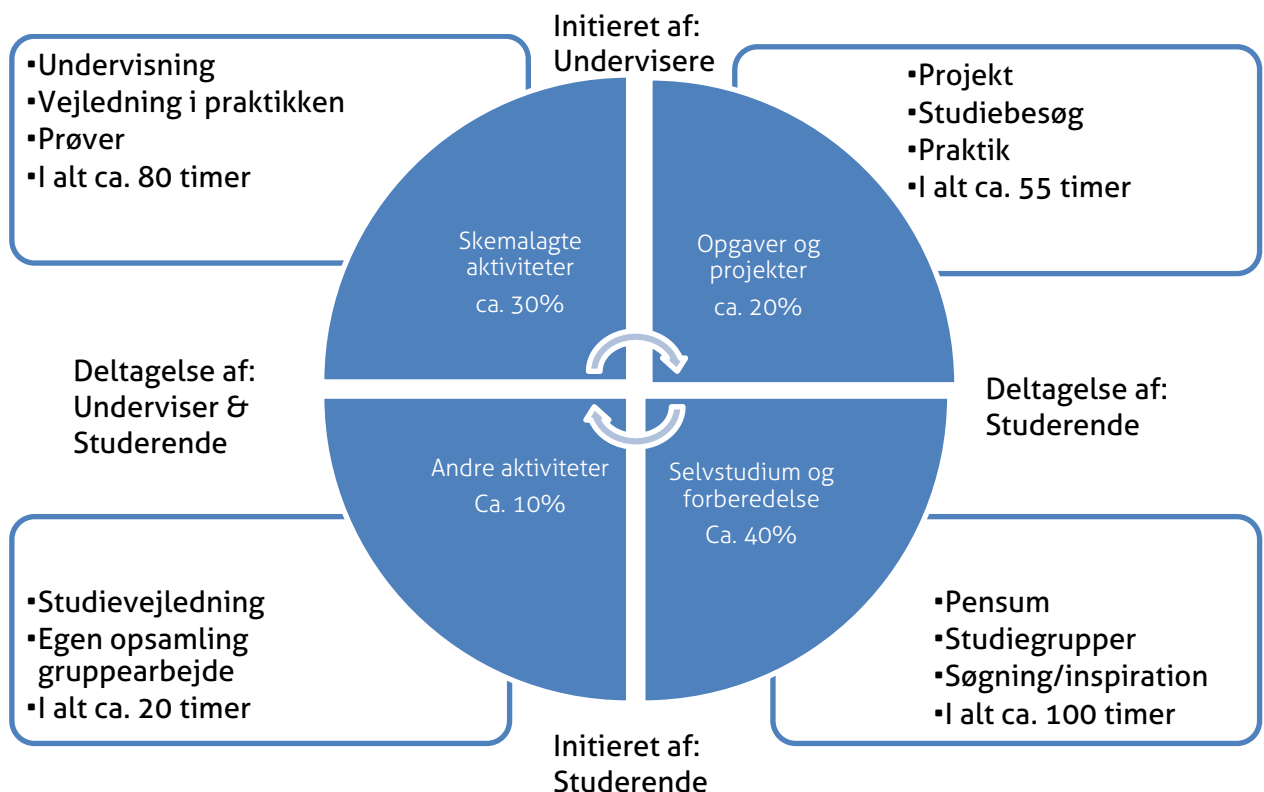 Initieret af:
Undervisere
▪Undervisning
▪Vejledning i praktikken
▪Prøver
▪I alt ca. 80 timer
▪Projekt
▪Studiebesøg
▪Praktik
▪I alt ca. 55 timer
Skemalagte
aktiviteter
ca. 30%
Opgaver og
projekter
ca. 20%
Deltagelse af:
Underviser &
Studerende
Deltagelse af:
Studerende
Andre aktiviteter
Ca. 10%
Selvstudium og
forberedelse
Ca. 40%
▪Studievejledning
▪Egen opsamling
gruppearbejde
▪I alt ca. 20 timer
▪Pensum
▪Studiegrupper
▪Søgning/inspiration
▪I alt ca. 100 timer
Initieret af:
Studerende